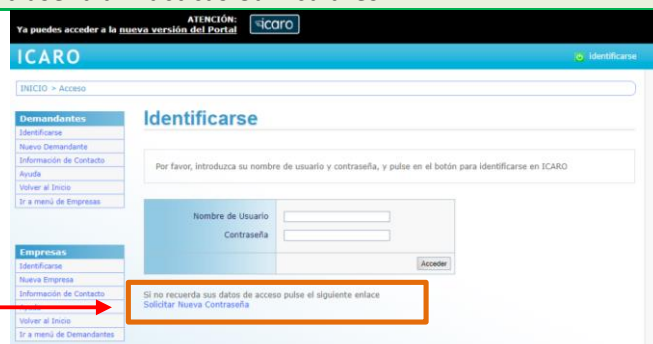 ATENCIÓN:
Ya puedes acceder a la nueva versión del Portal
icaro
ICARO
identificarse
INICIO > Acceso
Demandantes
Identificarse
Nuevo Demandante
Información de Contacto
Ayuda
Volver al Inicio
Ir a menú de Empresas
Empresas
Identificarse
Nueva Empresa
Información de Contacto
Volver al Inicio
Ir a menú de Demandantes
Identificarse
Por favor, introduzca su nombre de usuario y contraseña, y pulse en el botón para identificarse en ICARO
Nombre de Usuario
Contraseña
Acceder
Si no recuerda sus datos de acceso pulse el siguiente enlace
Solicitar Nueva Contraseña